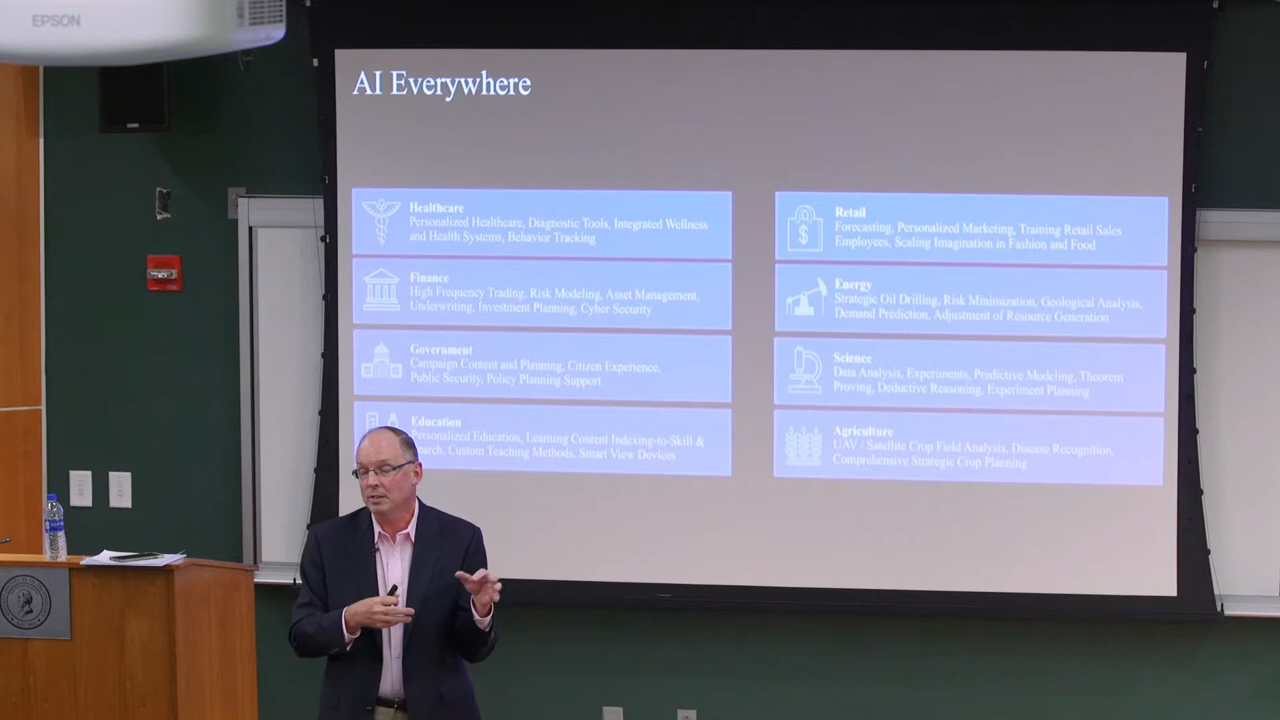 EPSON
AI Everywhere
Healthcare
Personalized Healthcare, Diagnostic Tools, Integrated Wellness
and Health Systems, Behavior Tracking
Finance
High Frequency Trading, Risk Modeling, Asset Management,
Underwriting, Investment Planning, Cyber Security
Government
Campaign Content and Planning, Citizen Experience,
Public Security, Policy Planning Support
Education
Personalized Education, Learning Content Indexing-to-Skill &
arch, Custom Teaching Methods, Smart View Devices
Retail
$
Forecasting, Personalized Marketing, Training Retail Sales
Employees, Scaling Imagination in Fashion and Food
Energy
Strategic Oil Drilling, Risk Minimization, Geological Analysis,
Demand Prediction, Adjustment of Resource Generation
Science
Data Analysis, Experiments, Predictive Modeling, Theorem
Proving, Deductive Reasoning, Experiment Planning
Agriculture
UAV / Satellite Crop Field Analysis, Disease Recognition,
Comprehensive Strategic Crop Planning